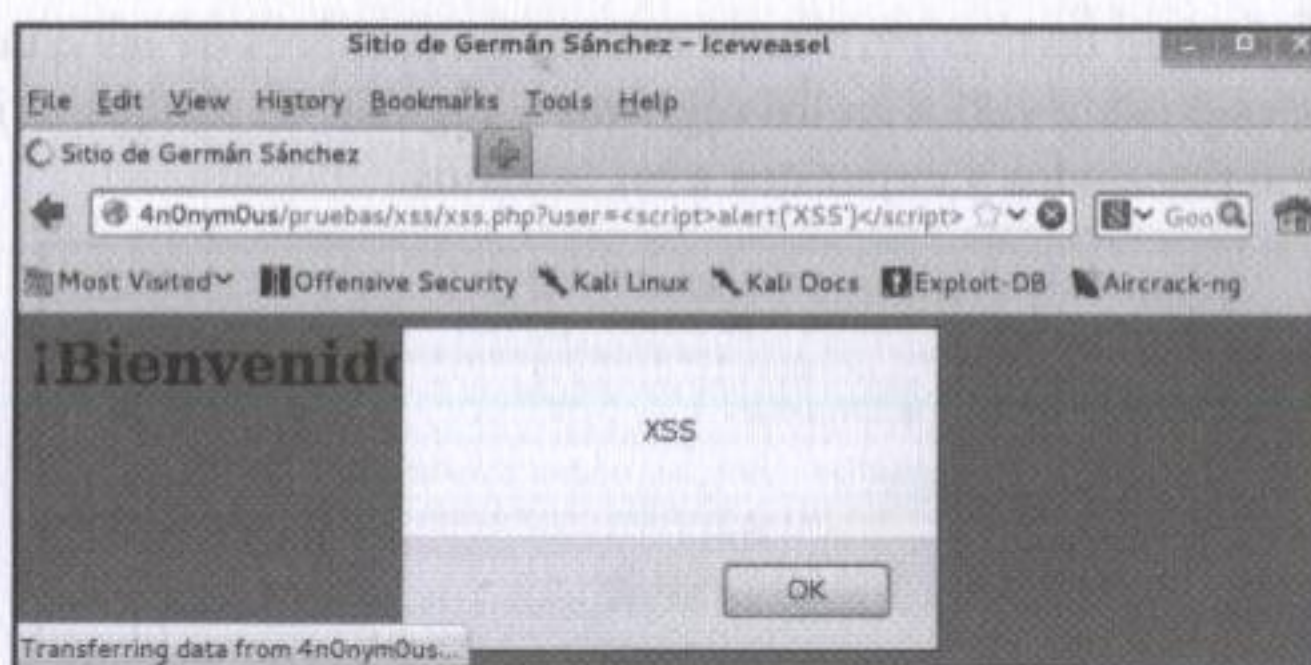 Sitio de Germán Sánchez - Iceweasel
File Edit View History Bookmarks Tools Help
Sitio de Germán Sánchez
4n0nym0us/pruebas/xss/xss.php?user=<script>alert('XSS')</script>
Goo
Most Visited Offensive Security Kali Linux Kali Docs Exploit-DB Aircrack-ng
¡Bienvenido
XSS
OK
Transferring data from 4n0nym0us...